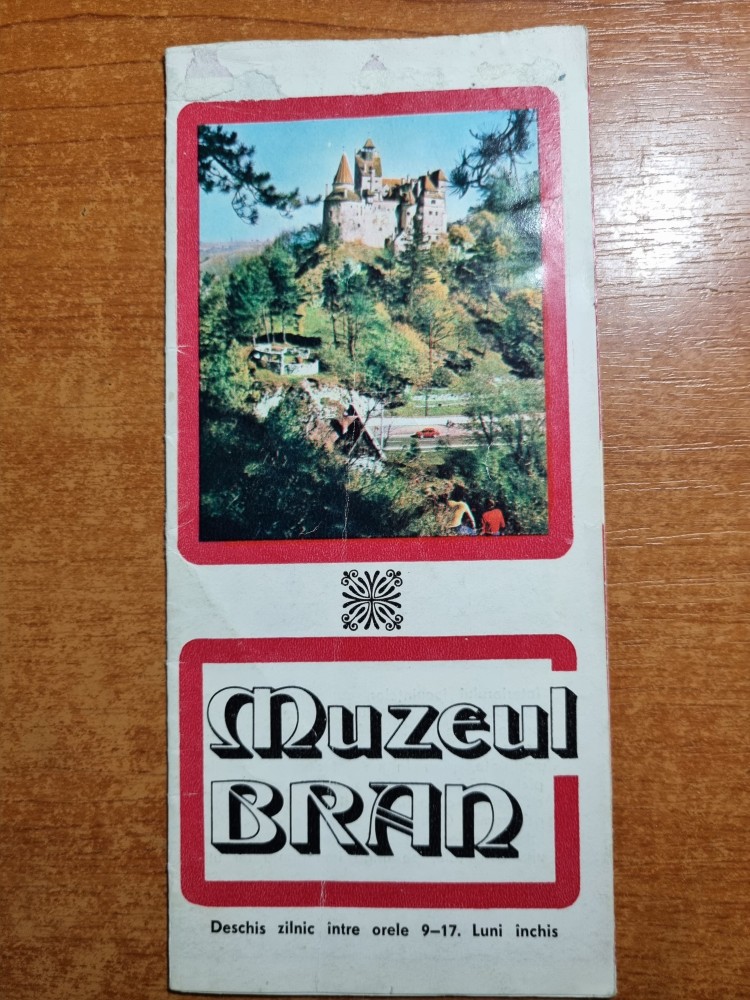 Muzeul
BRAN
Deschis zilnic intre orele 9–17. Luni inchis